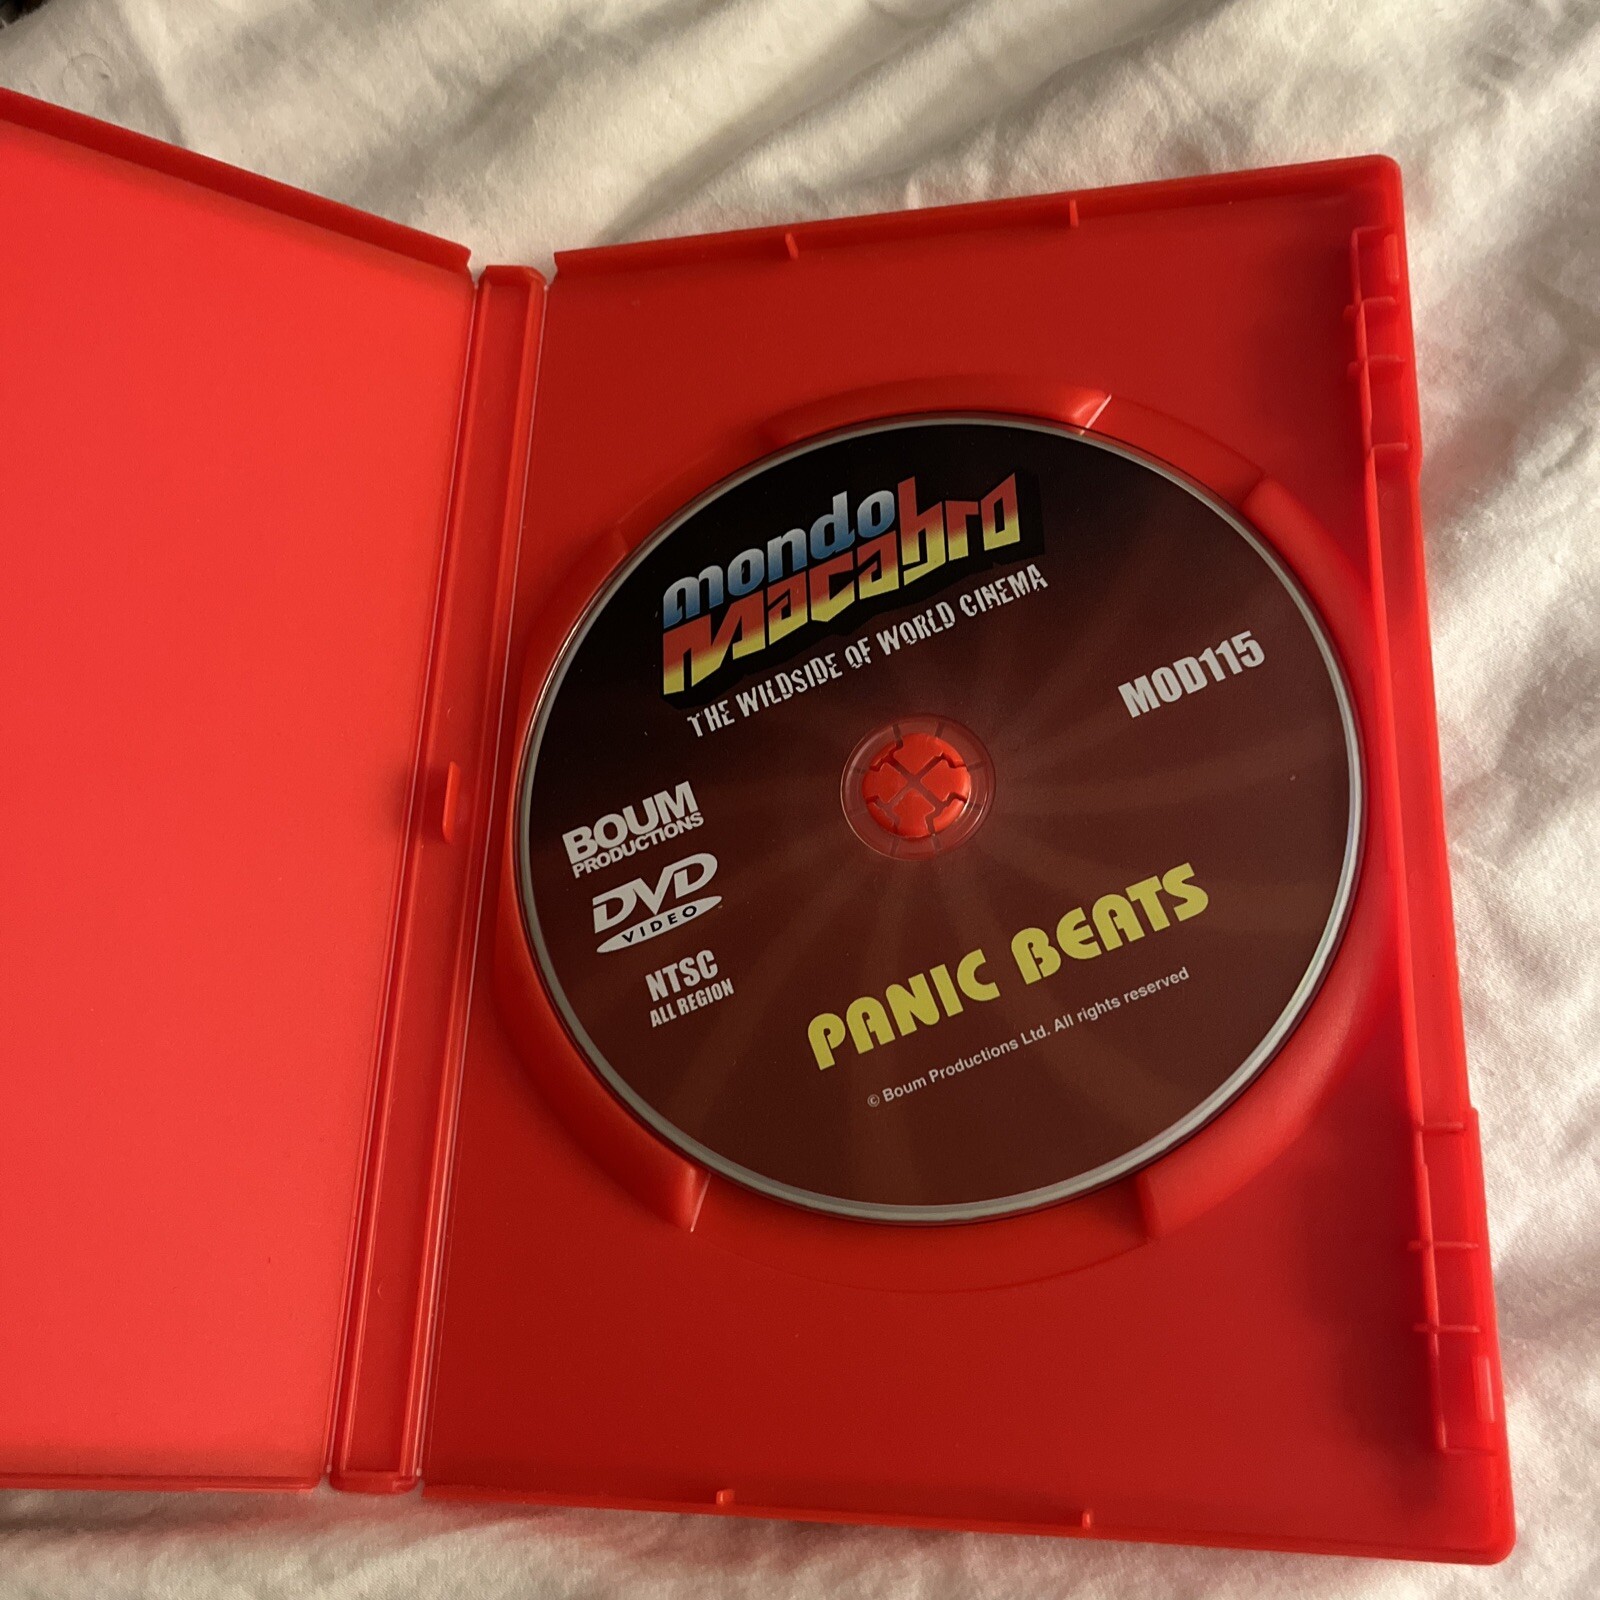 mondo
Macabro
THE WILDSIDE OF WORLD CINEMA
MOD115
BOUM
PRODUCTIONS
DVD
VIDEO
NTSC
ALL REGION
PANIC BEATS
© Boum Productions Ltd. All rights reserved